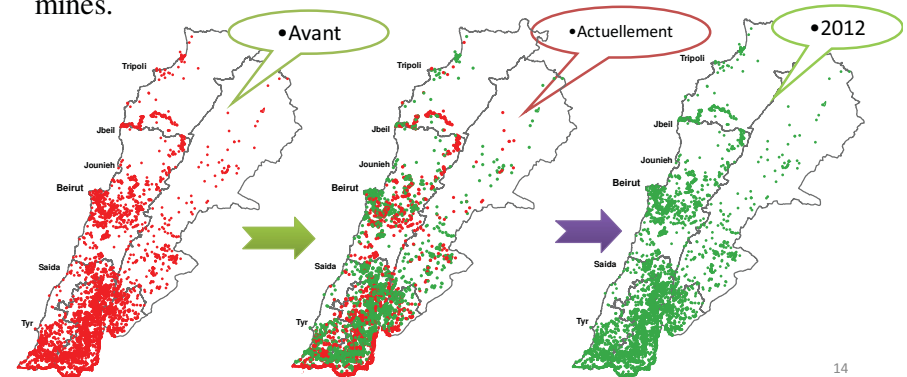 mines.
•Avant
•Actuellement
•2012
Tripoli
Jbeil
Jounieh
Beirut
Saida
Tyr
Tripoli
Jbeil
Jounieh
Beirut
Saida
Tyr
Tripoli
Jbeil
Jounieh
Beirut
Saida
Tyr
14